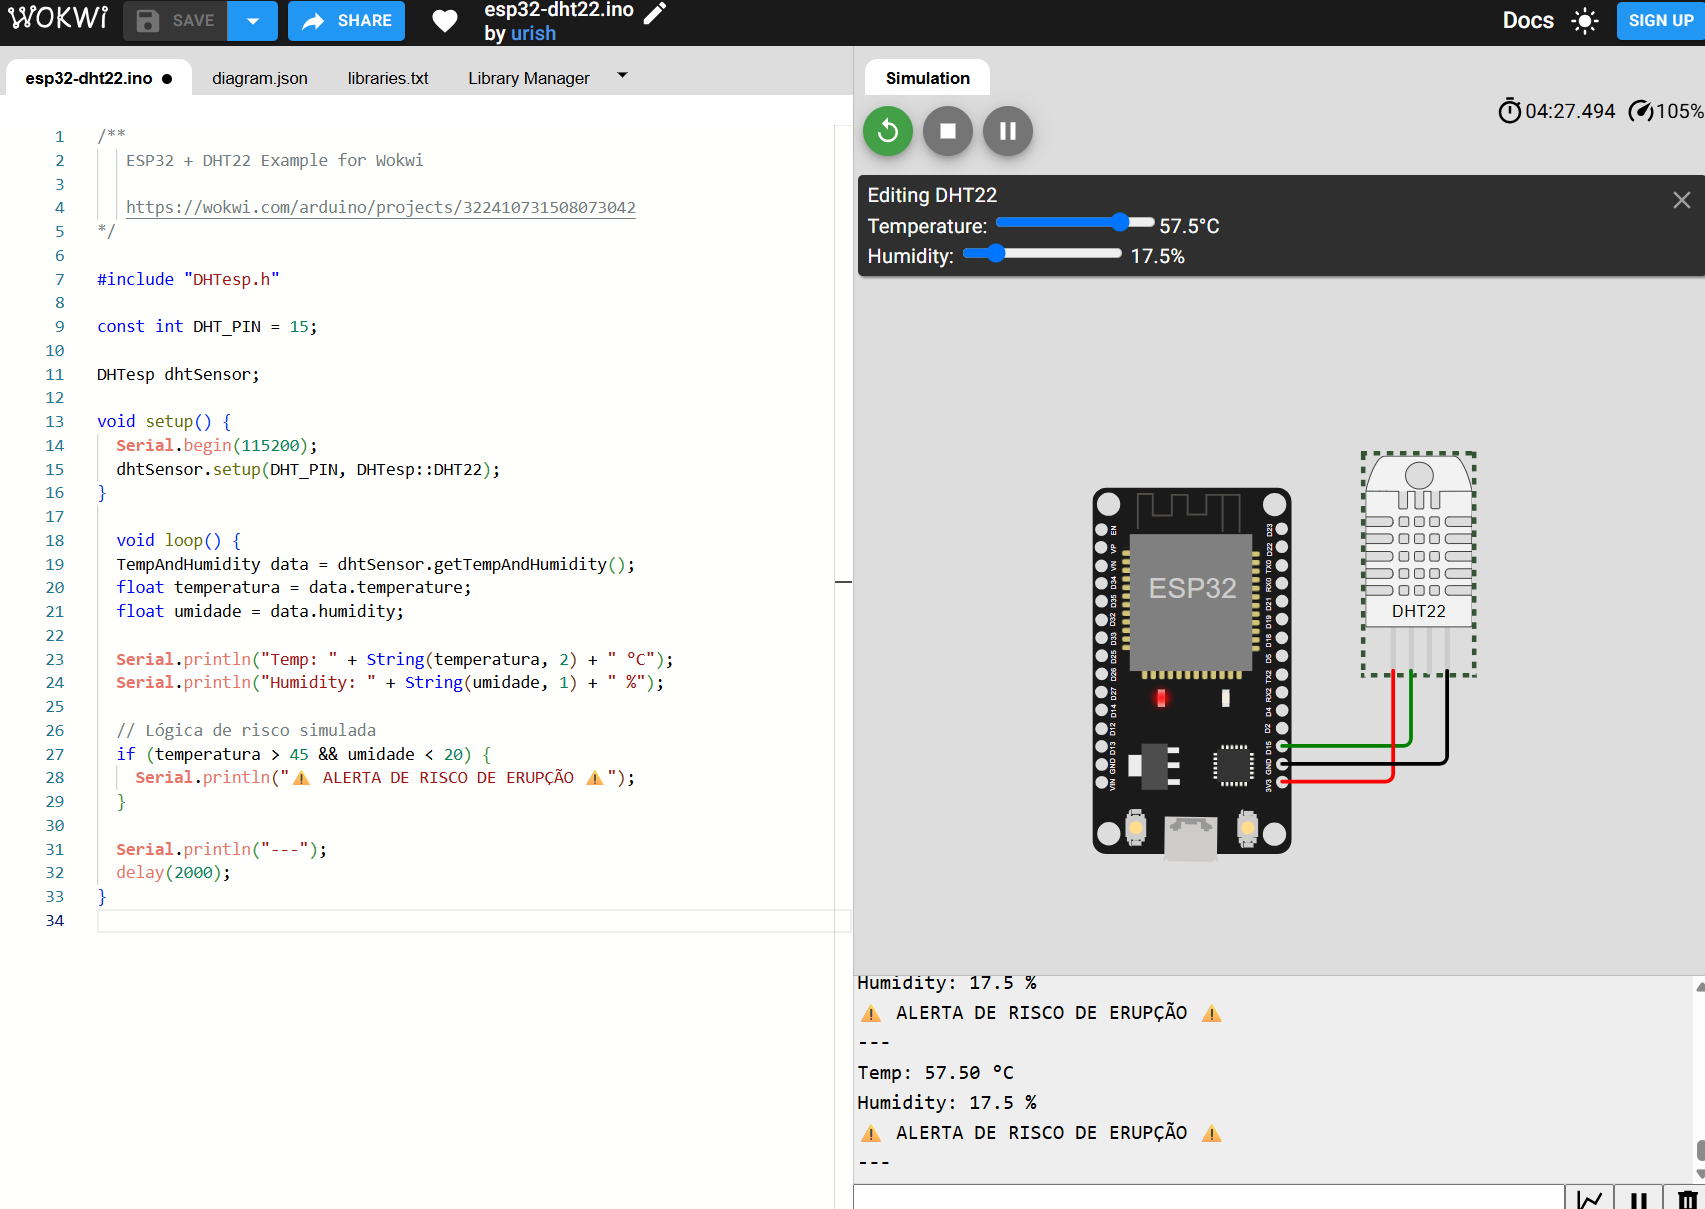 WOKWI
SAVE
SHARE
esp32-dht22.ino
by urish
Docs
SIGN UP
esp32-dht22.ino ●
diagram.json
libraries.txt
Library Manager
1 /**
2 ESP32 + DHT22 Example for Wokwi
3
4 https://wokwi.com/arduino/projects/322410731508073042
5 */
6
7 #include "DHTesp.h"
8
9 const int DHT_PIN = 15;
10
11 DHTesp dhtSensor;
12
13 void setup() {
14 Serial.begin(115200);
15 dhtSensor.setup(DHT_PIN, DHTesp::DHT22);
16 }
17
18 void loop() {
19 TempAndHumidity data = dhtSensor.getTempAndHumidity();
20 float temperatura = data.temperature;
21 float umidade = data.humidity;
22
23 Serial.println("Temp: " + String(temperatura, 2) + " °C");
24 Serial.println("Humidity: " + String(umidade, 1) + " %");
25
26 // Lógica de risco simulada
27 if (temperatura > 45 && umidade < 20) {
28 Serial.println("⚠️ ALERTA DE RISCO DE ERUPÇÃO ⚠️");
29 }
30
31 Serial.println("---");
32 delay(2000);
33 }
34
Simulation
04:27.494
105%
Editing DHT22
Temperature: 57.5°C
Humidity: 17.5%
ESP32
EN
VP
VN
D34
D35
D32
D33
D25
D26
D27
D14
D12
D13
GND
VIN
D23
D22
TX0
RX0
D21
D19
D18
D5
TX2
RX2
D4
D2
D15
GND
3V3
DHT22
Humidity: 17.5 %
⚠️ ALERTA DE RISCO DE ERUPÇÃO ⚠️
---
Temp: 57.50 °C
Humidity: 17.5 %
⚠️ ALERTA DE RISCO DE ERUPÇÃO ⚠️
---